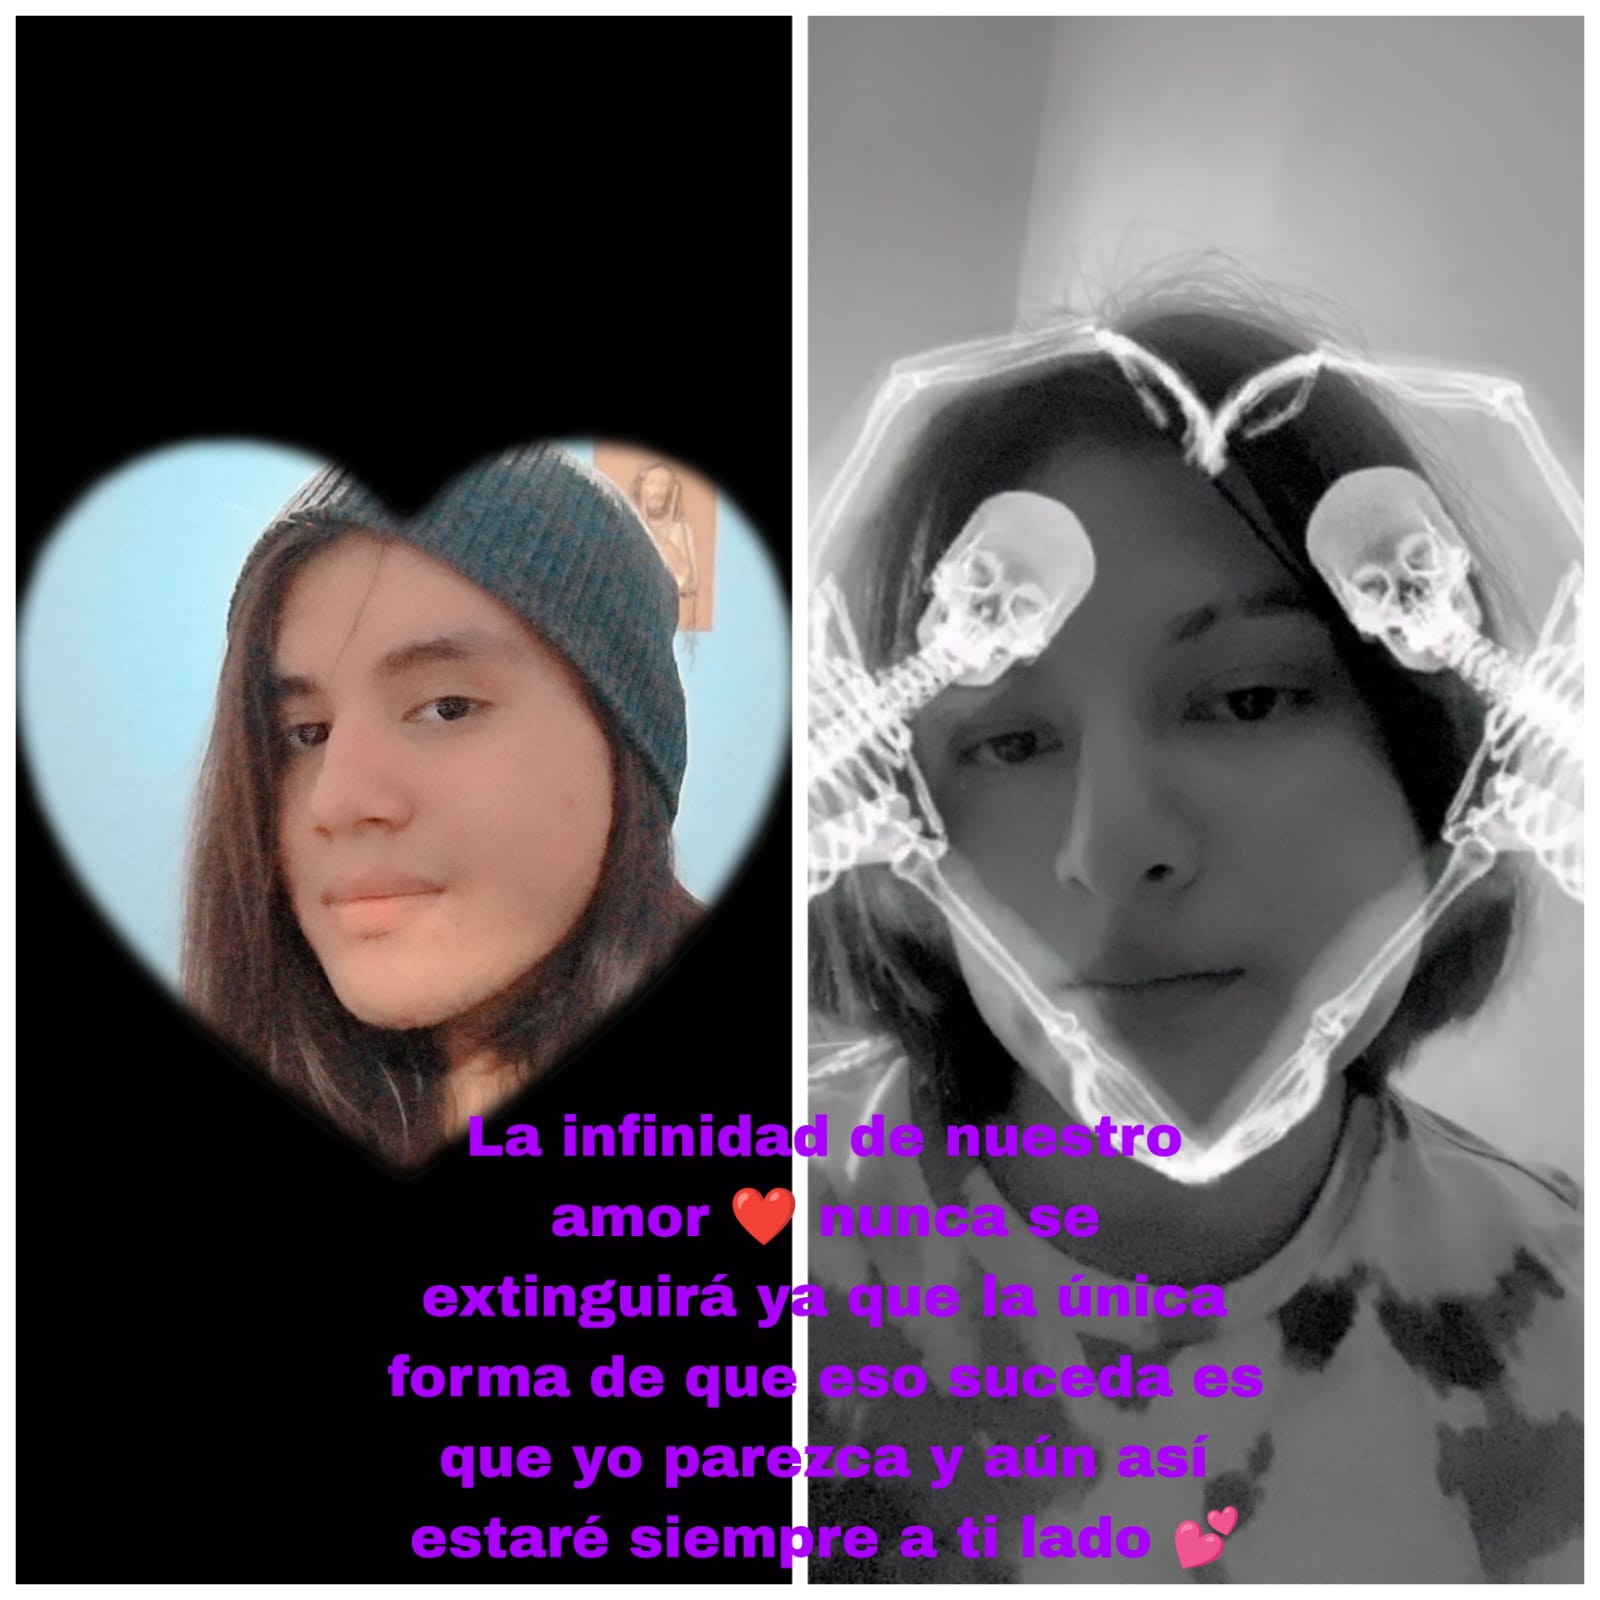 La infinidad de nuestro
amor ❤️ nunca se
extinguirá ya que la única
forma de que eso suceda es
que yo parezca y aún así
estaré siempre a ti lado 💕